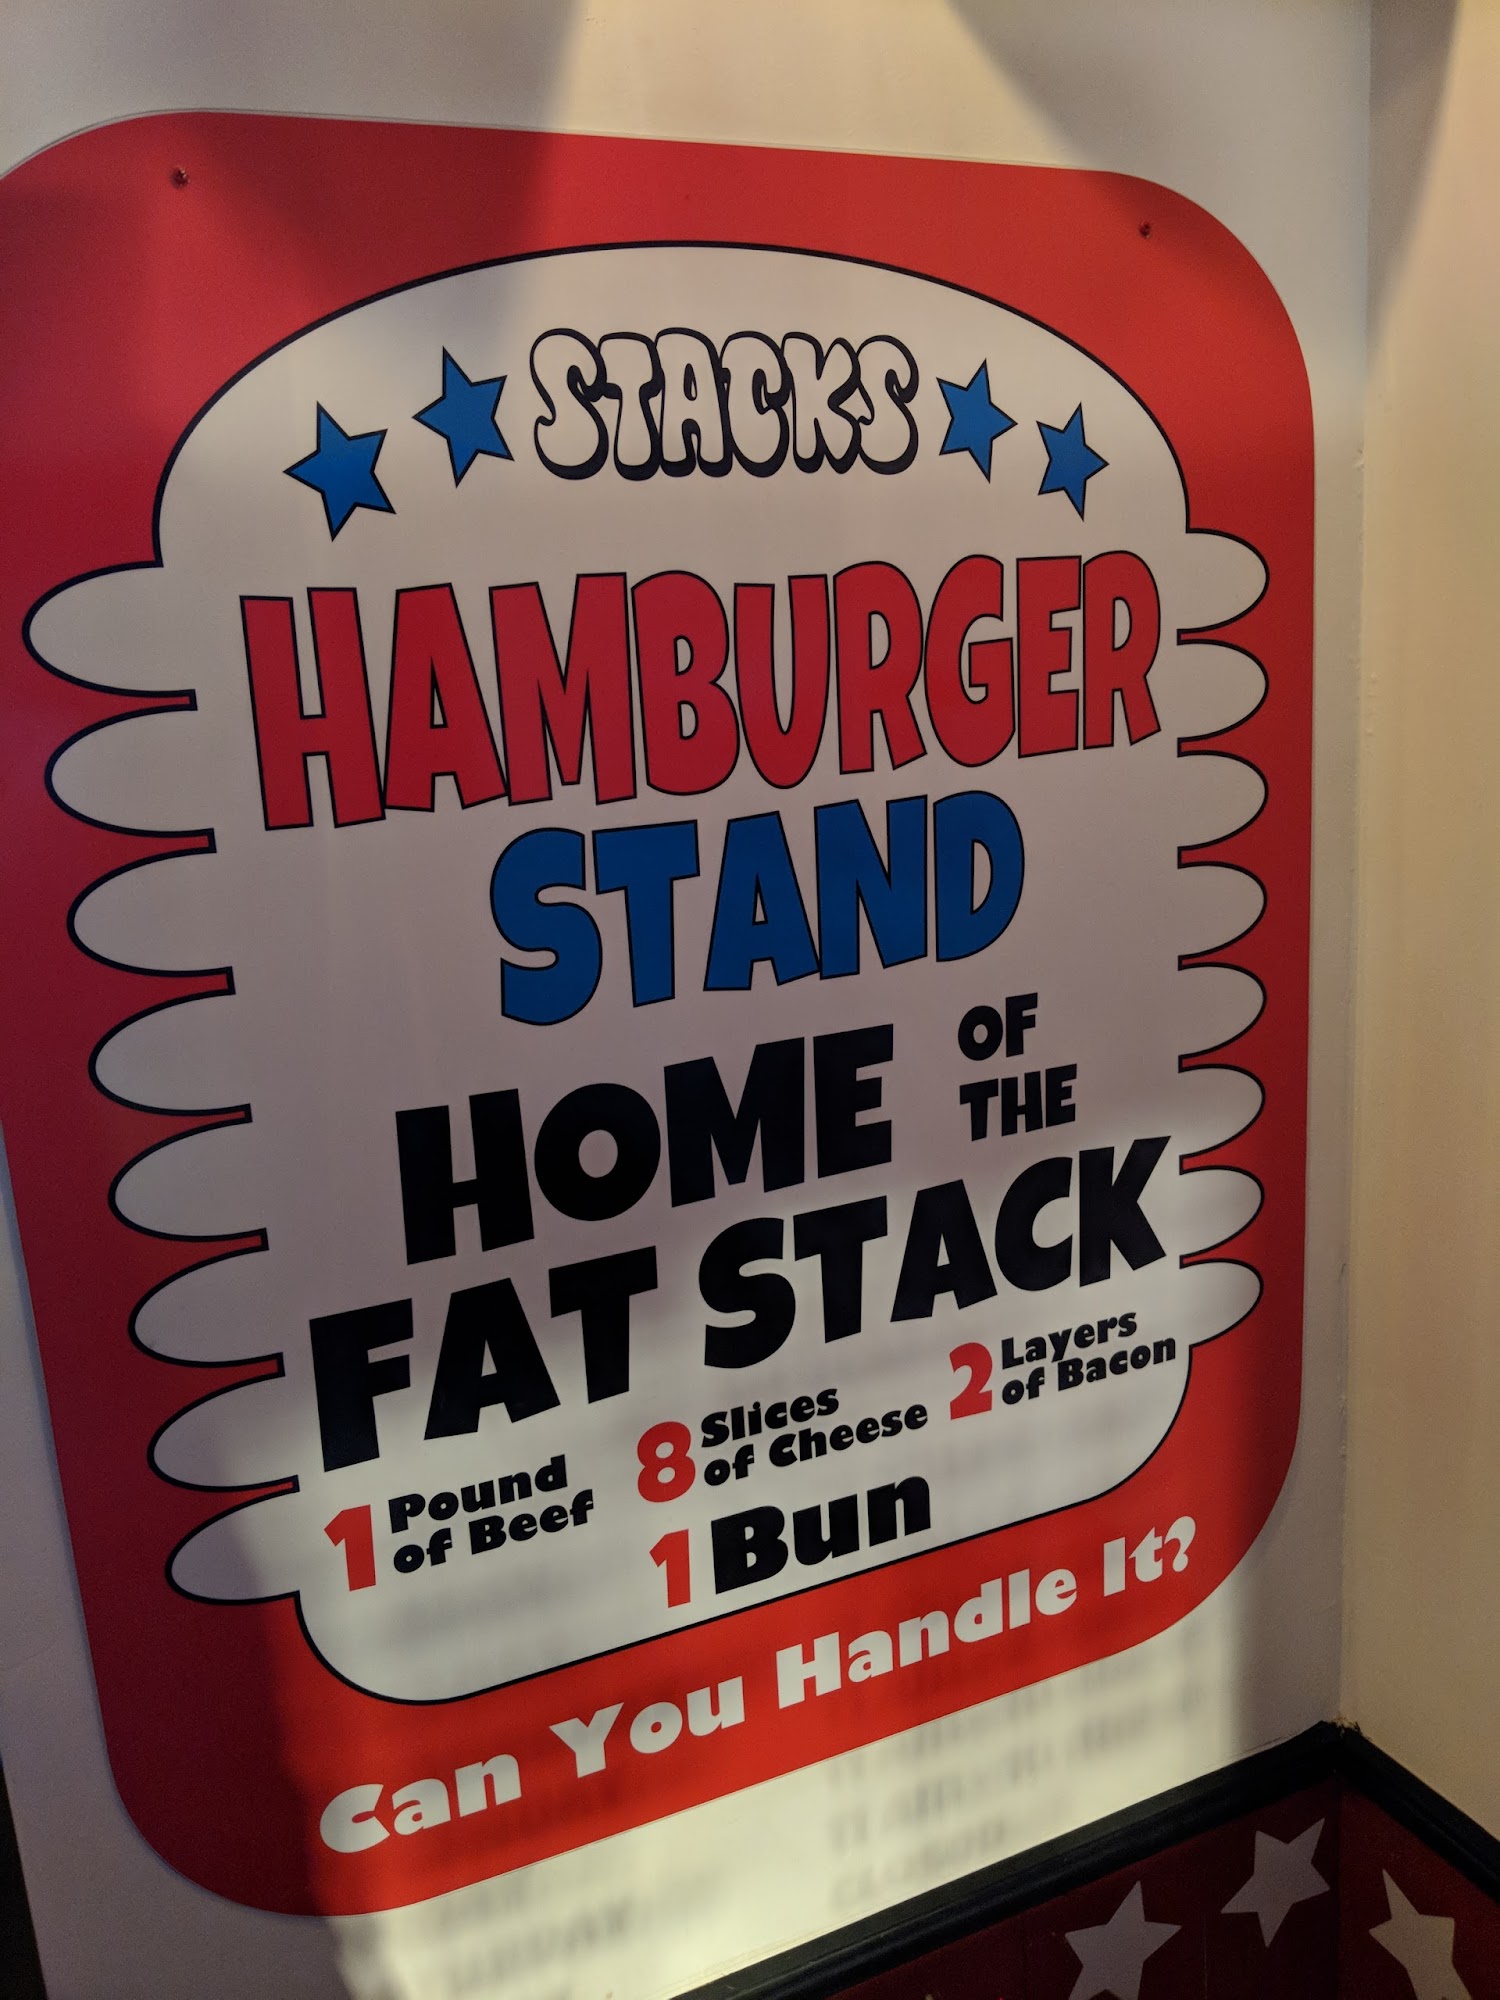 STACKS
HAMBURGER
STAND
HOME OF THE
FAT STACK
1 Pound of Beef
8 Slices of Cheese
2 Layers of Bacon
1 Bun
Can You Handle It?